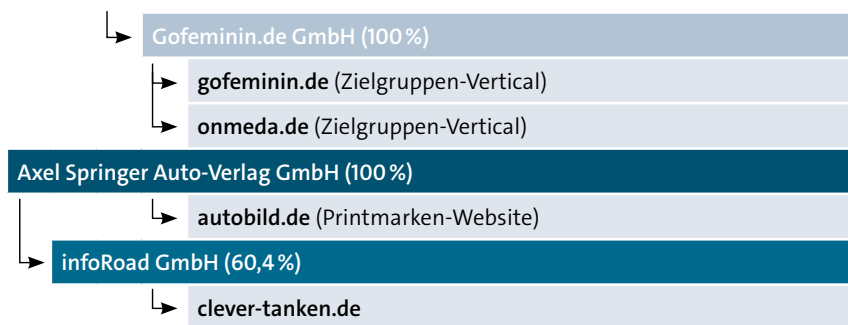 Gofeminin.de GmbH (100 %)
gofeminin.de (Zielgruppen-Vertical)
onmeda.de (Zielgruppen-Vertical)
Axel Springer Auto-Verlag GmbH (100 %)
autobild.de (Printmarken-Website)
infoRoad GmbH (60,4 %)
clever-tanken.de